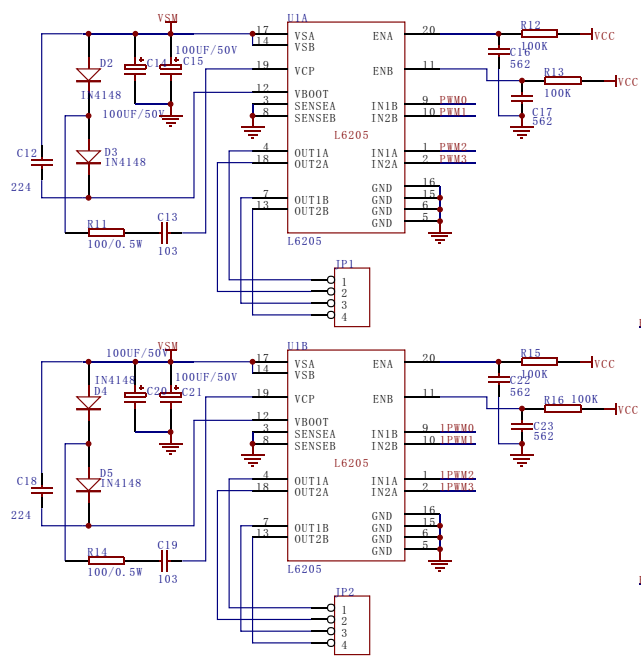 VSM
U1A
17 VSA
14 VSB
ENA 20
R12
VCC
C16
562
100K
D2
C14
C15
100UF/50V
19 VCP
ENB 11
R13
VCC
100K
IN4148
12 VBOOT
100UF/50V
3 SENSEA
8 SENSEB
IN1B 9 PWM0
IN2B 10 PWM1
C17
562
L6205
C12
224
D3
IN4148
4 OUT1A
18 OUT2A
IN1A 1 PWM2
IN2A 2 PWM3
7 OUT1B
13 OUT2B
GND 16
GND 15
GND 6
GND 5
R11
100/0.5W
C13
103
L6205
JP1
1
2
3
4
VSM
100UF/50V
U1B
17 VSA
14 VSB
ENA 20
R15
VCC
100K
C22
562
IN4148
D4
C20
C21
100UF/50V
19 VCP
ENB 11
R16 100K
VCC
12 VBOOT
3 SENSEA
8 SENSEB
IN1B 9 1PWM0
IN2B 10 1PWM1
C23
562
L6205
C18
224
D5
IN4148
4 OUT1A
18 OUT2A
IN1A 1 1PWM2
IN2A 2 1PWM3
7 OUT1B
13 OUT2B
GND 16
GND 15
GND 6
GND 5
R14
100/0.5W
C19
103
L6205
JP2
1
2
3
4